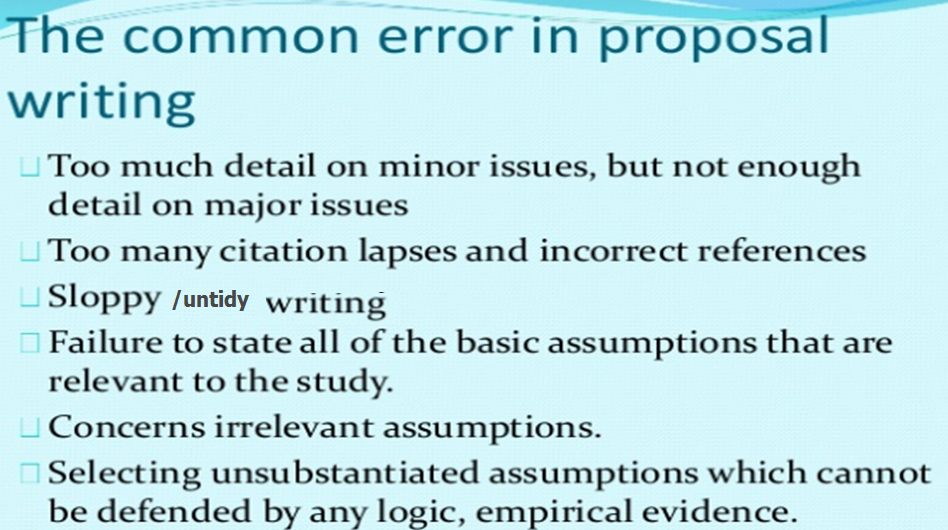 The common error in proposal
writing
Too much detail on minor issues, but not enough
detail on major issues
Too many citation lapses and incorrect references
Sloppy /untidy writing
Failure to state all of the basic assumptions that are
relevant to the study.
Concerns irrelevant assumptions.
Selecting unsubstantiated assumptions which cannot
be defended by any logic, empirical evidence.